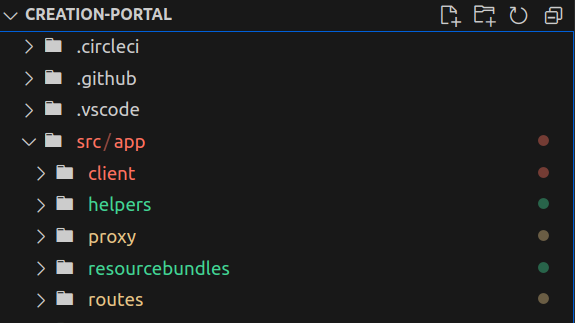 CREATION-PORTAL
.circleci
.github
.vscode
src/app
client
helpers
proxy
resourcebundles
routes